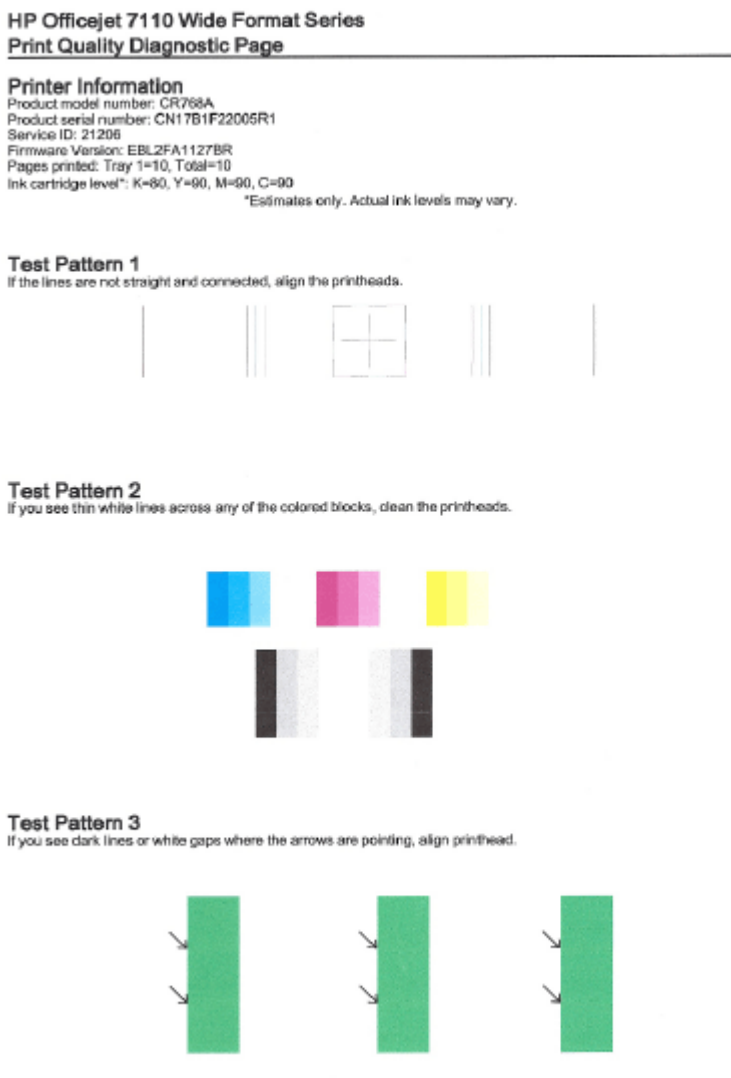 HP Officejet 7110 Wide Format Series
Print Quality Diagnostic Page
Printer Information
Product model number: CR768A
Product serial number: CN17B1F22005R1
Service ID: 21206
Firmware Version: EBL2FA1127BR
Pages printed: Tray 1=10, Total=10
Ink cartridge level*: K=80, Y=90, M=90, C=90
*Estimates only. Actual ink levels may vary.
Test Pattern 1
If the lines are not straight and connected, align the printheads.
Test Pattern 2
If you see thin white lines across any of the colored blocks, clean the printheads.
Test Pattern 3
If you see dark lines or white gaps where the arrows are pointing, align printhead.